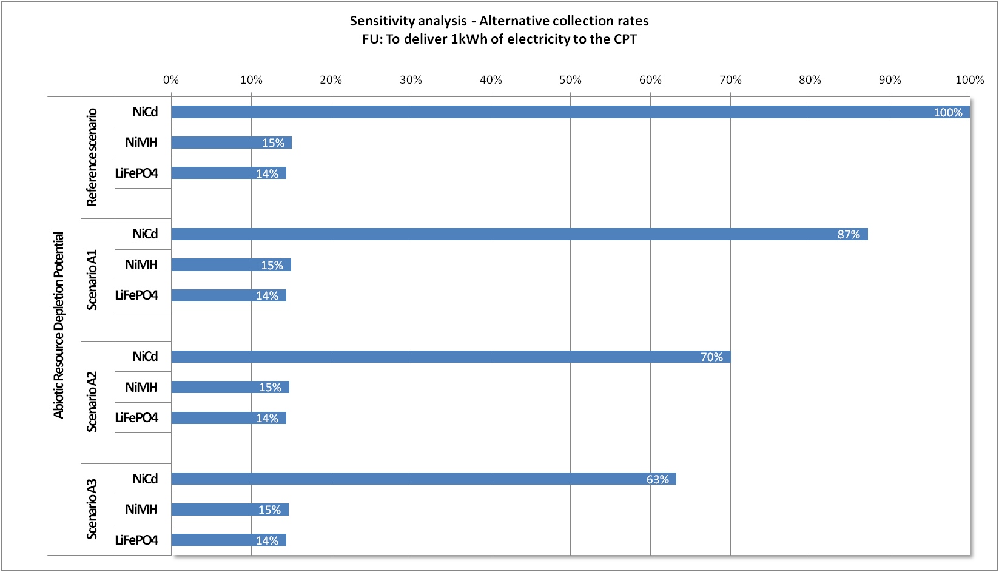 Sensitivity analysis - Alternative collection rates
FU: To deliver 1kWh of electricity to the CPT
0% 10% 20% 30% 40% 50% 60% 70% 80% 90% 100%
Abiotic Resource Depletion Potential
Reference scenario
NiCd 100%
NiMH 15%
LiFePO4 14%
Scenario A1
NiCd 87%
NiMH 15%
LiFePO4 14%
Scenario A2
NiCd 70%
NiMH 15%
LiFePO4 14%
Scenario A3
NiCd 63%
NiMH 15%
LiFePO4 14%